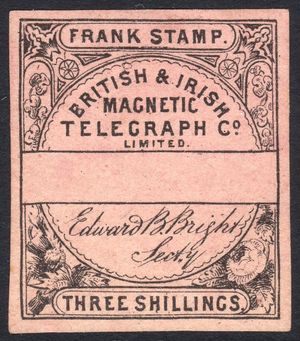 FRANK STAMP.
BRITISH & IRISH
MAGNETIC
TELEGRAPH Co.
LIMITED.
Edward B. Bright
Secty
THREE SHILLINGS.